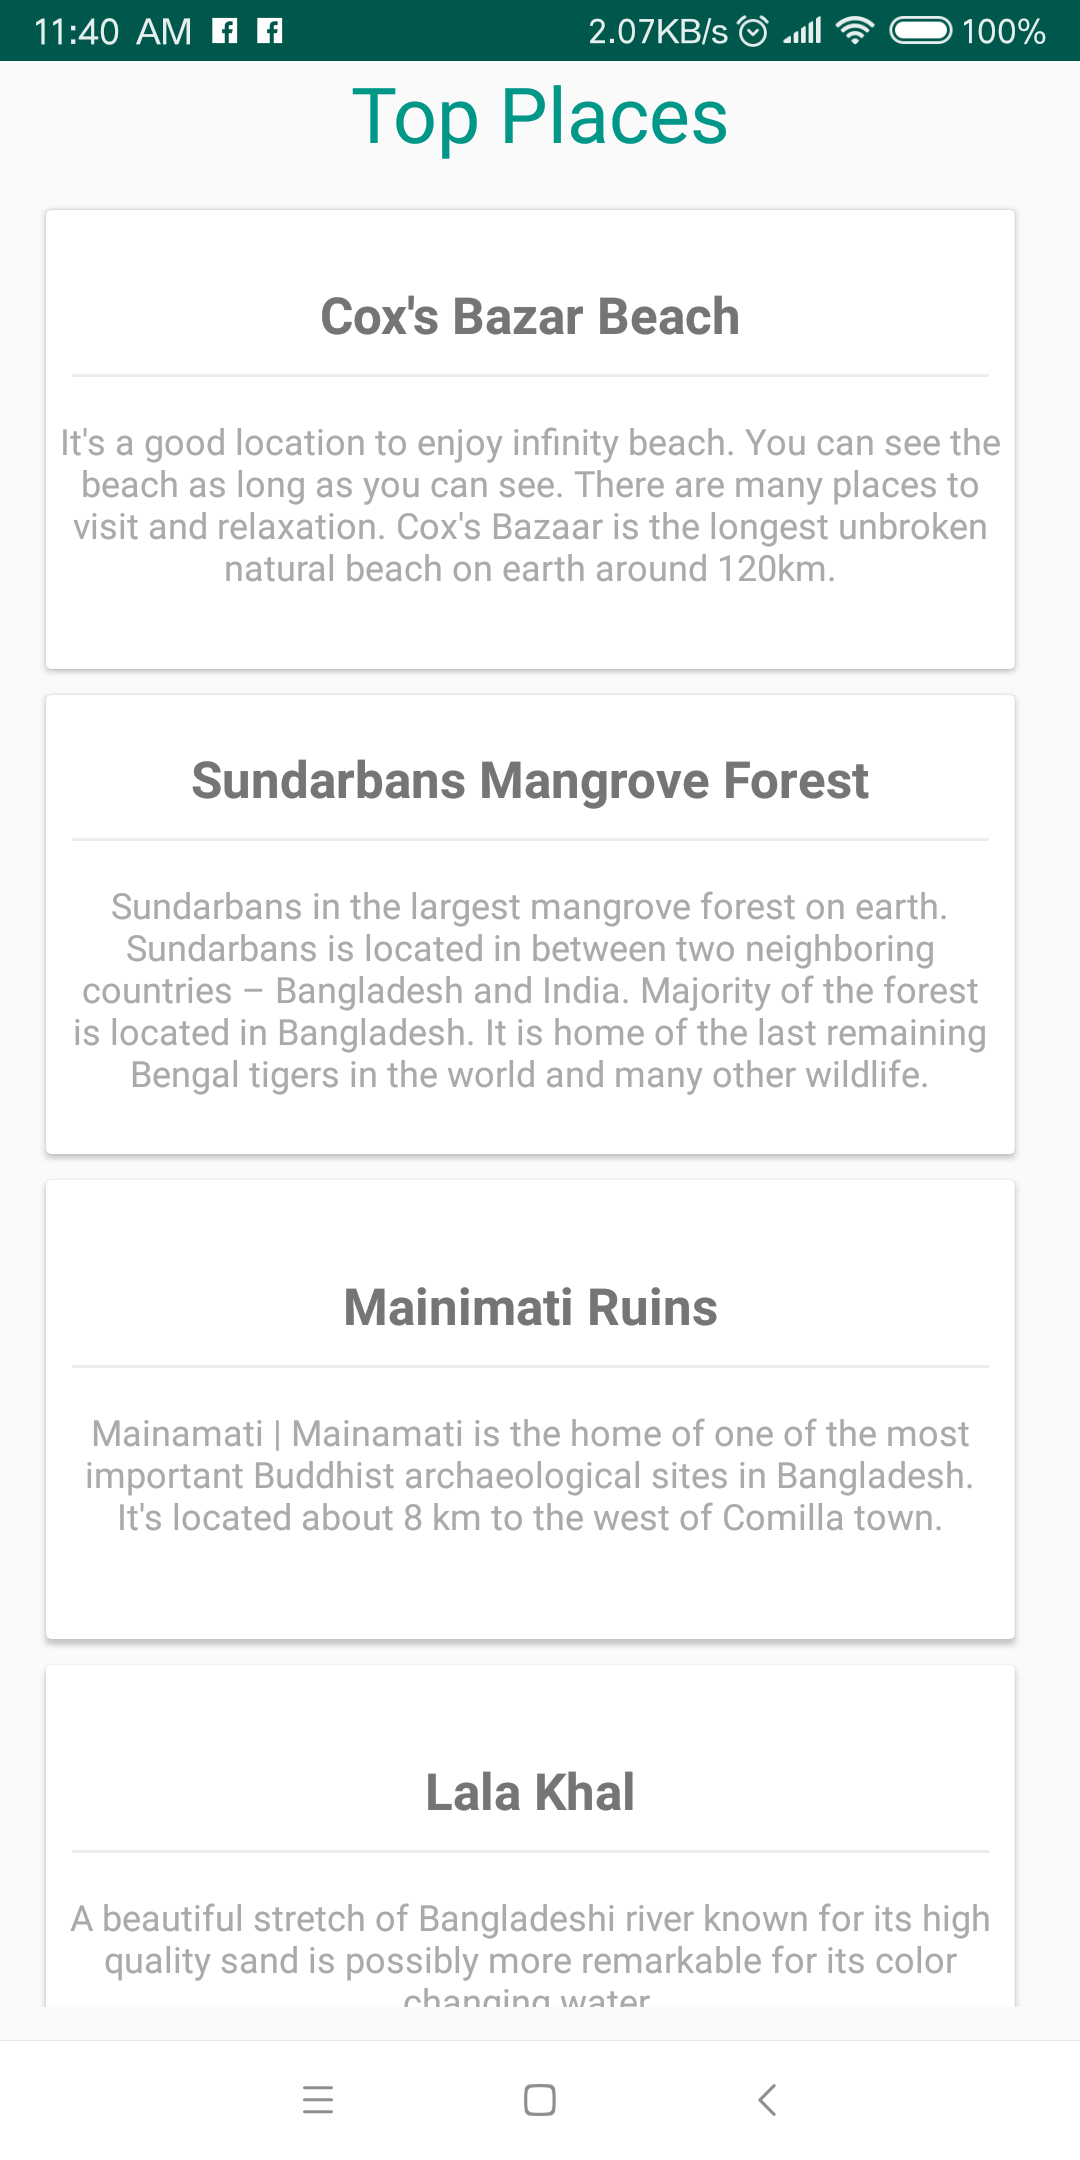 11:40 AM 2.07KB/s 100%
Top Places
Cox's Bazar Beach
It's a good location to enjoy infinity beach. You can see the
beach as long as you can see. There are many places to
visit and relaxation. Cox's Bazaar is the longest unbroken
natural beach on earth around 120km.
Sundarbans Mangrove Forest
Sundarbans in the largest mangrove forest on earth.
Sundarbans is located in between two neighboring
countries – Bangladesh and India. Majority of the forest
is located in Bangladesh. It is home of the last remaining
Bengal tigers in the world and many other wildlife.
Mainimati Ruins
Mainamati | Mainamati is the home of one of the most
important Buddhist archaeological sites in Bangladesh.
It's located about 8 km to the west of Comilla town.
Lala Khal
A beautiful stretch of Bangladeshi river known for its high
quality sand is possibly more remarkable for its color
changing water